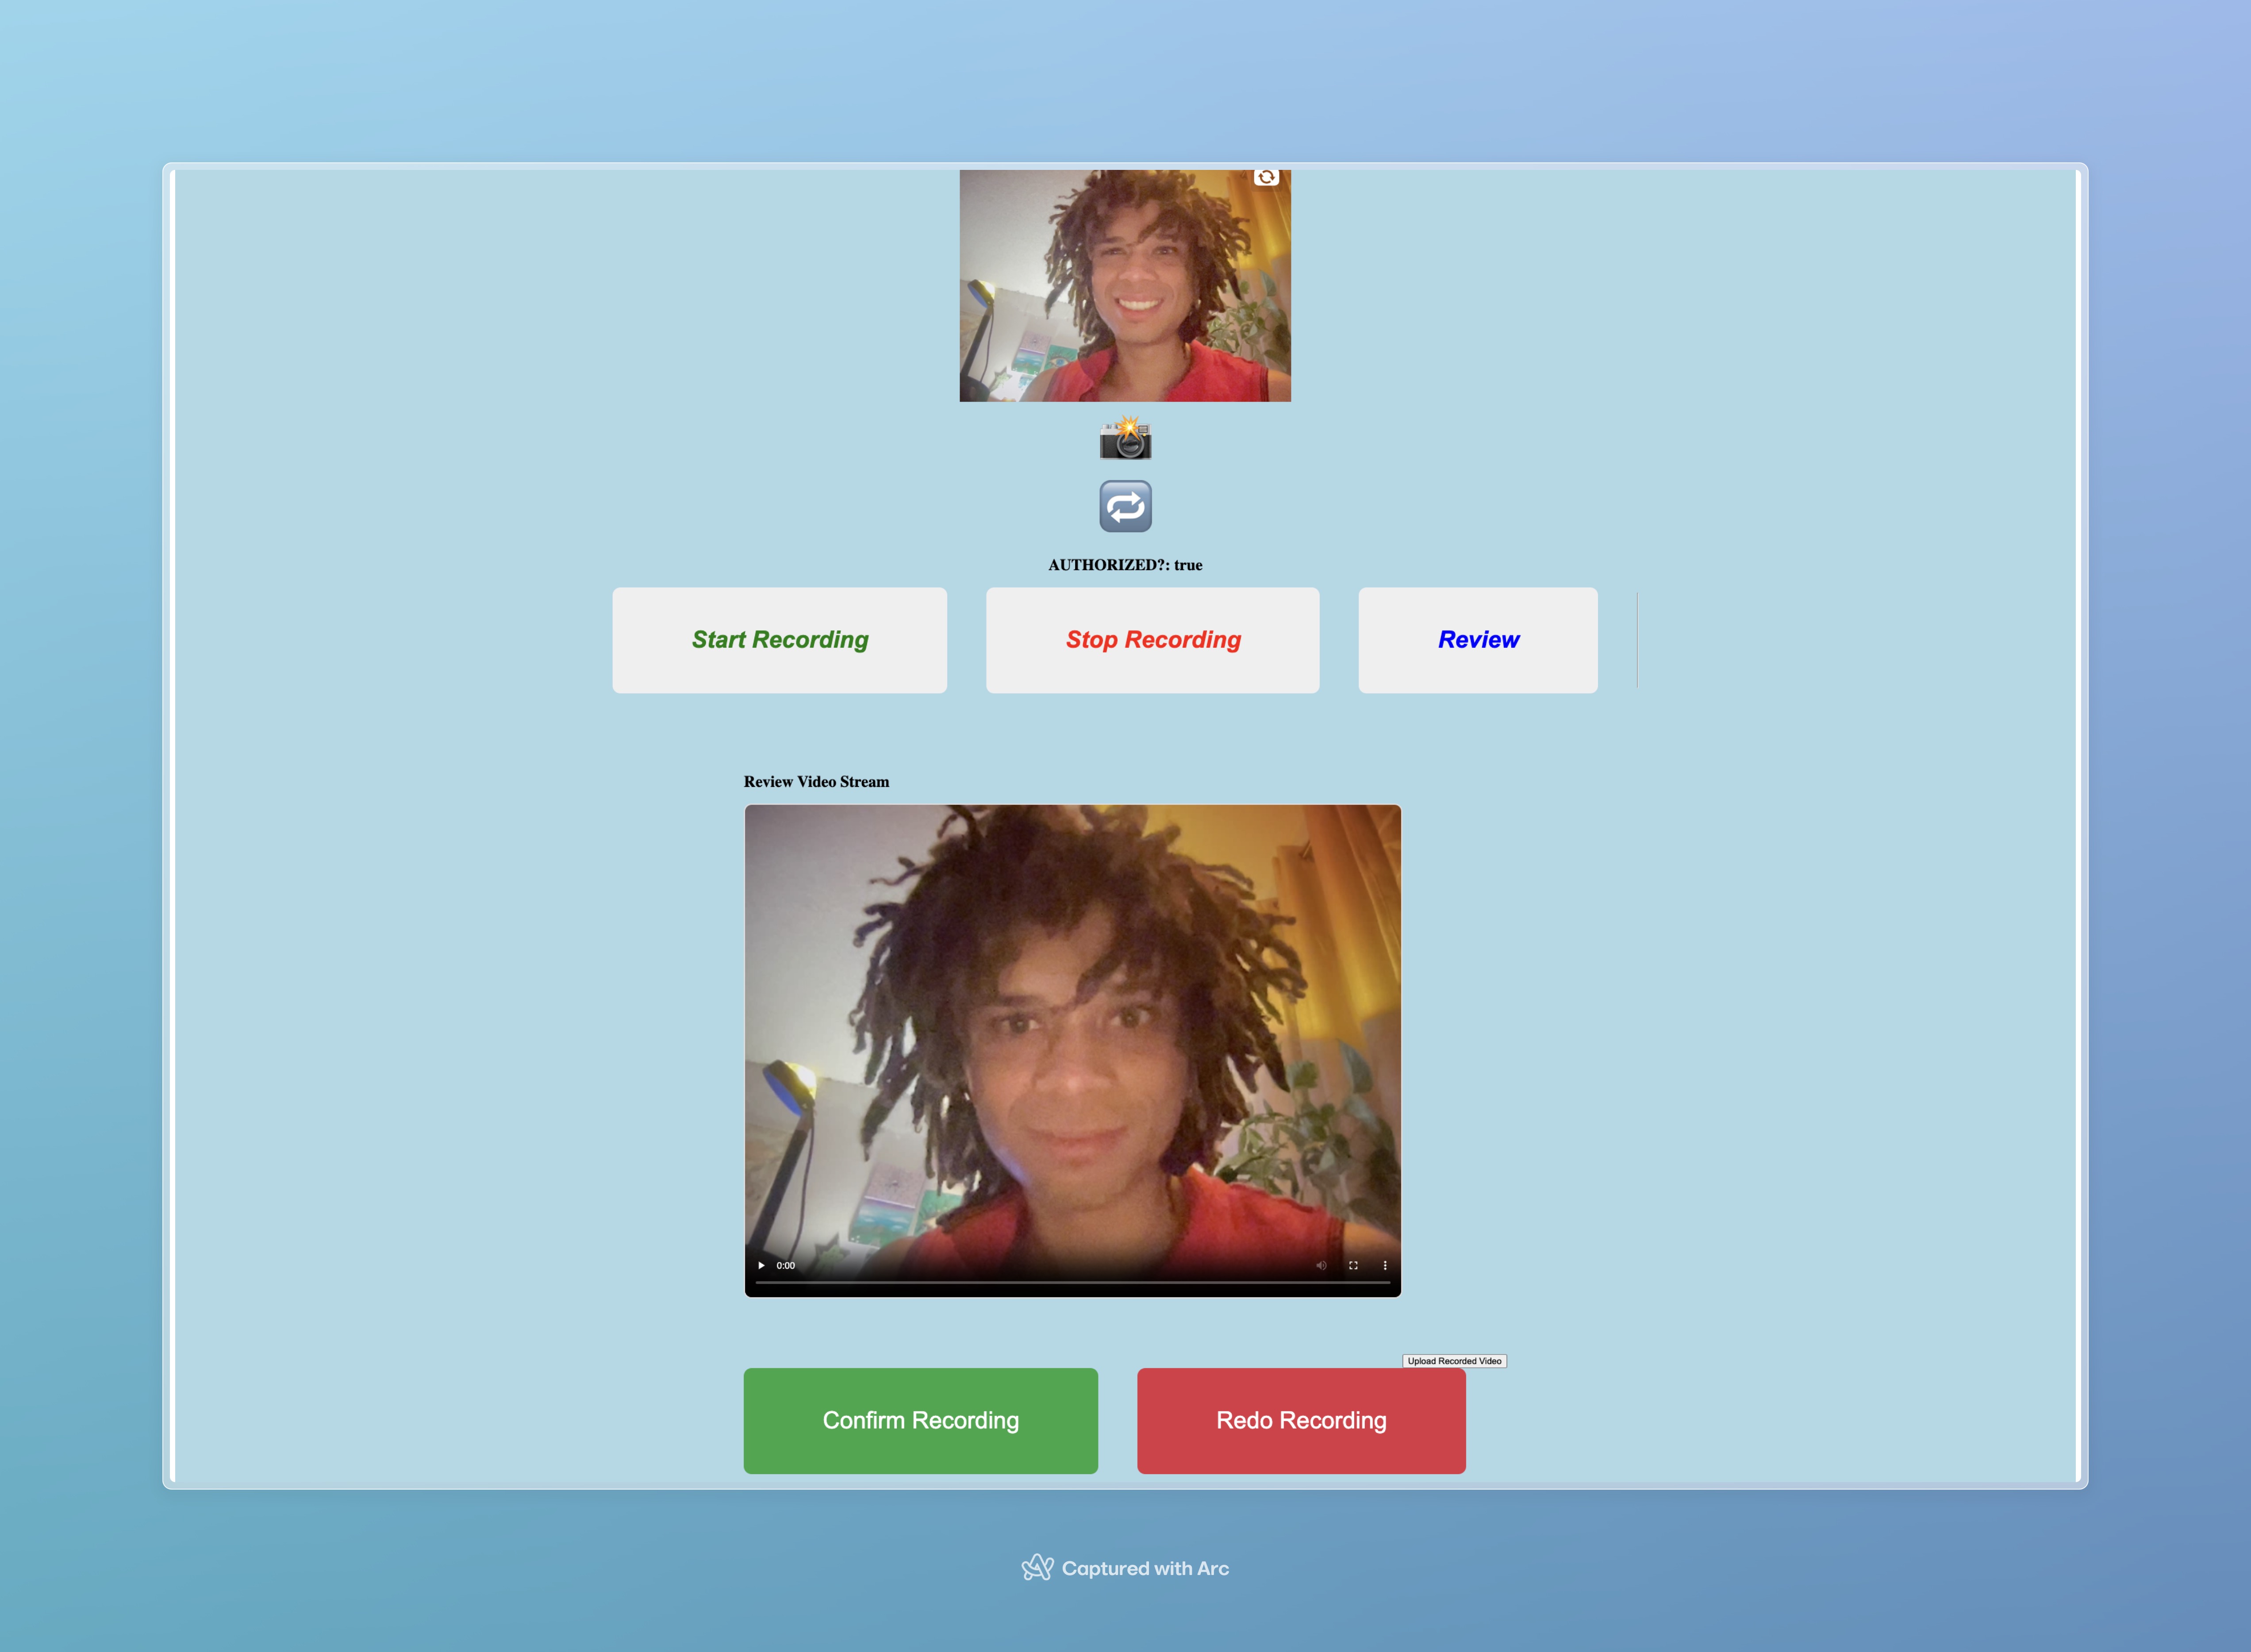 AUTHORIZED?: true
Start Recording
Stop Recording
Review
Review Video Stream
0:00
Upload Recorded Video
Confirm Recording
Redo Recording
Captured with Arc